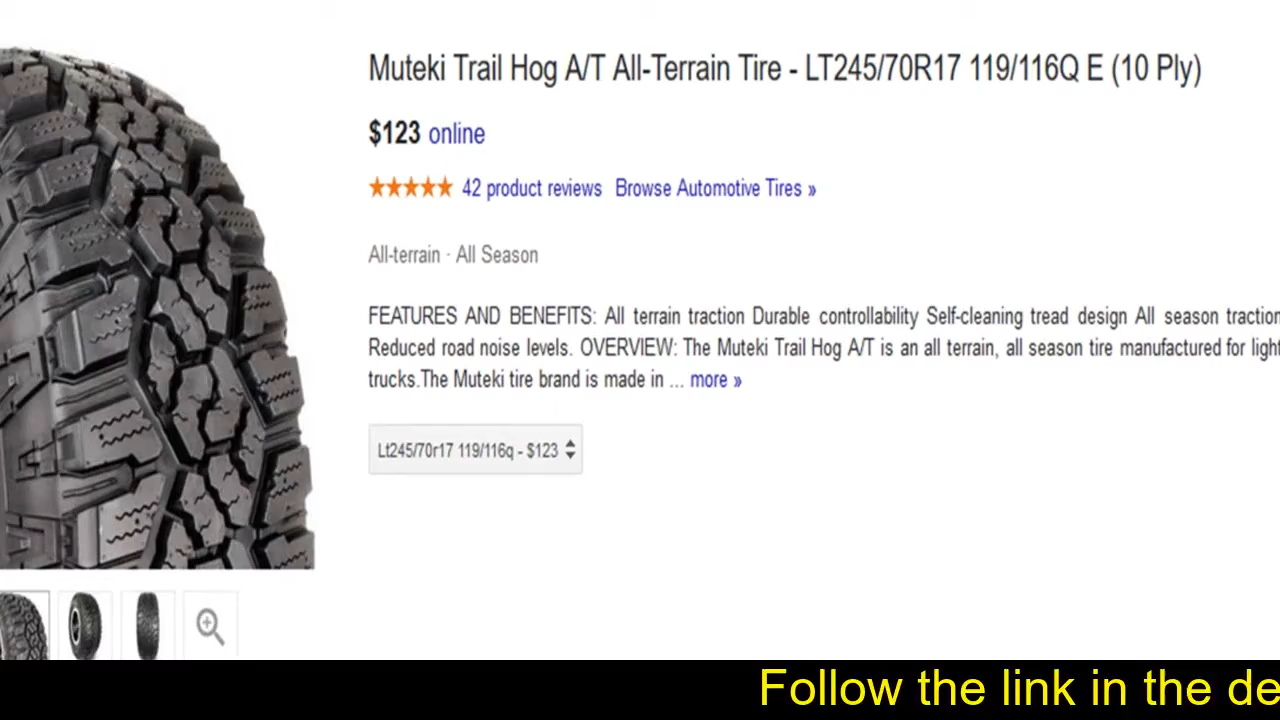 Muteki Trail Hog A/T All-Terrain Tire - LT245/70R17 119/116Q E (10 Ply)
$123 online
42 product reviews Browse Automotive Tires »
All-terrain · All Season
FEATURES AND BENEFITS: All terrain traction Durable controllability Self-cleaning tread design All season traction
Reduced road noise levels. OVERVIEW: The Muteki Trail Hog A/T is an all terrain, all season tire manufactured for light
trucks.The Muteki tire brand is made in ... more »
Lt245/70r17 119/116q - $123
Follow the link in the de